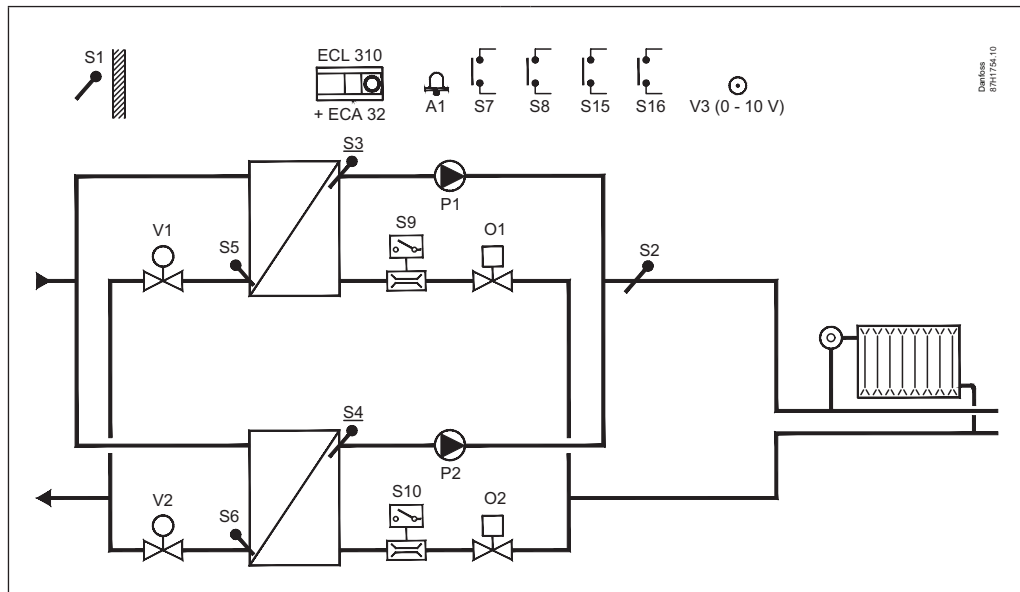 S1
ECL 310
+ ECA 32
A1
S7
S8
S15
S16
V3 (0 - 10 V)
Danfoss
87H1754.10
S3
P1
V1
S5
S9
O1
S2
S4
P2
V2
S6
S10
O2